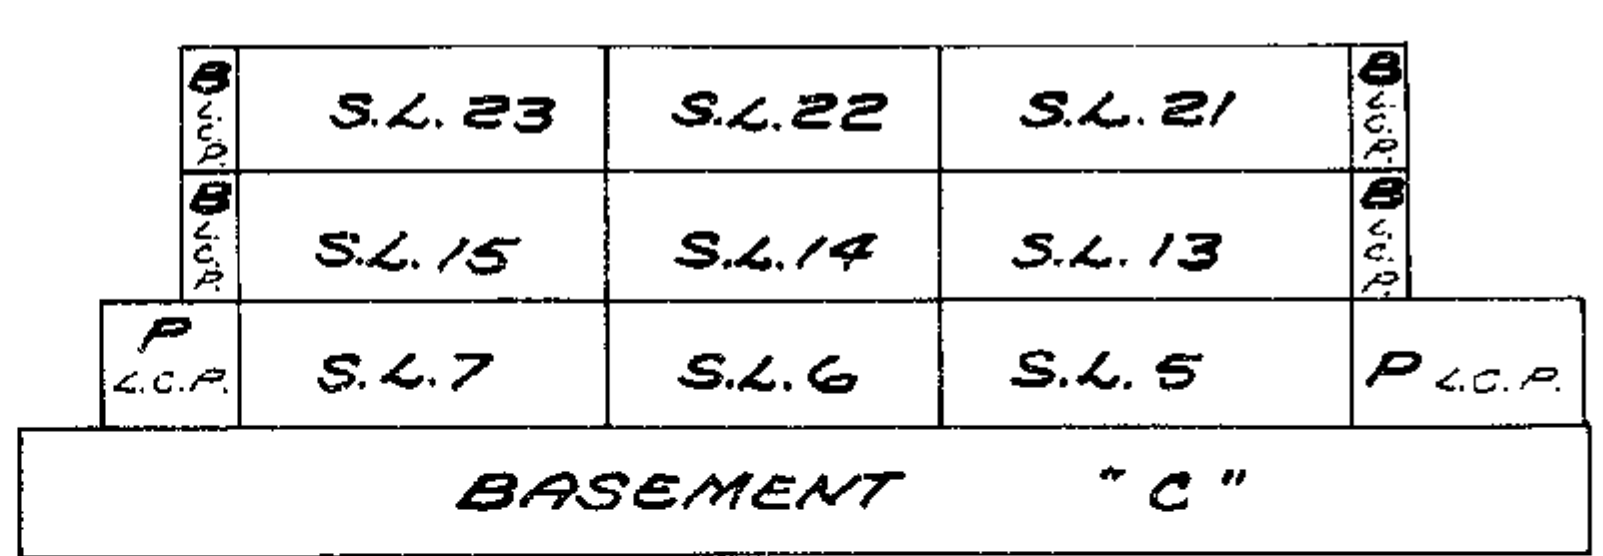 B L.C.P. S.L. 23 S.L. 22 S.L. 21 B L.C.P.
B L.C.P. S.L. 15 S.L. 14 S.L. 13 B L.C.P.
P L.C.P. S.L. 7 S.L. 6 S.L. 5 P L.C.P.
BASEMENT "C"